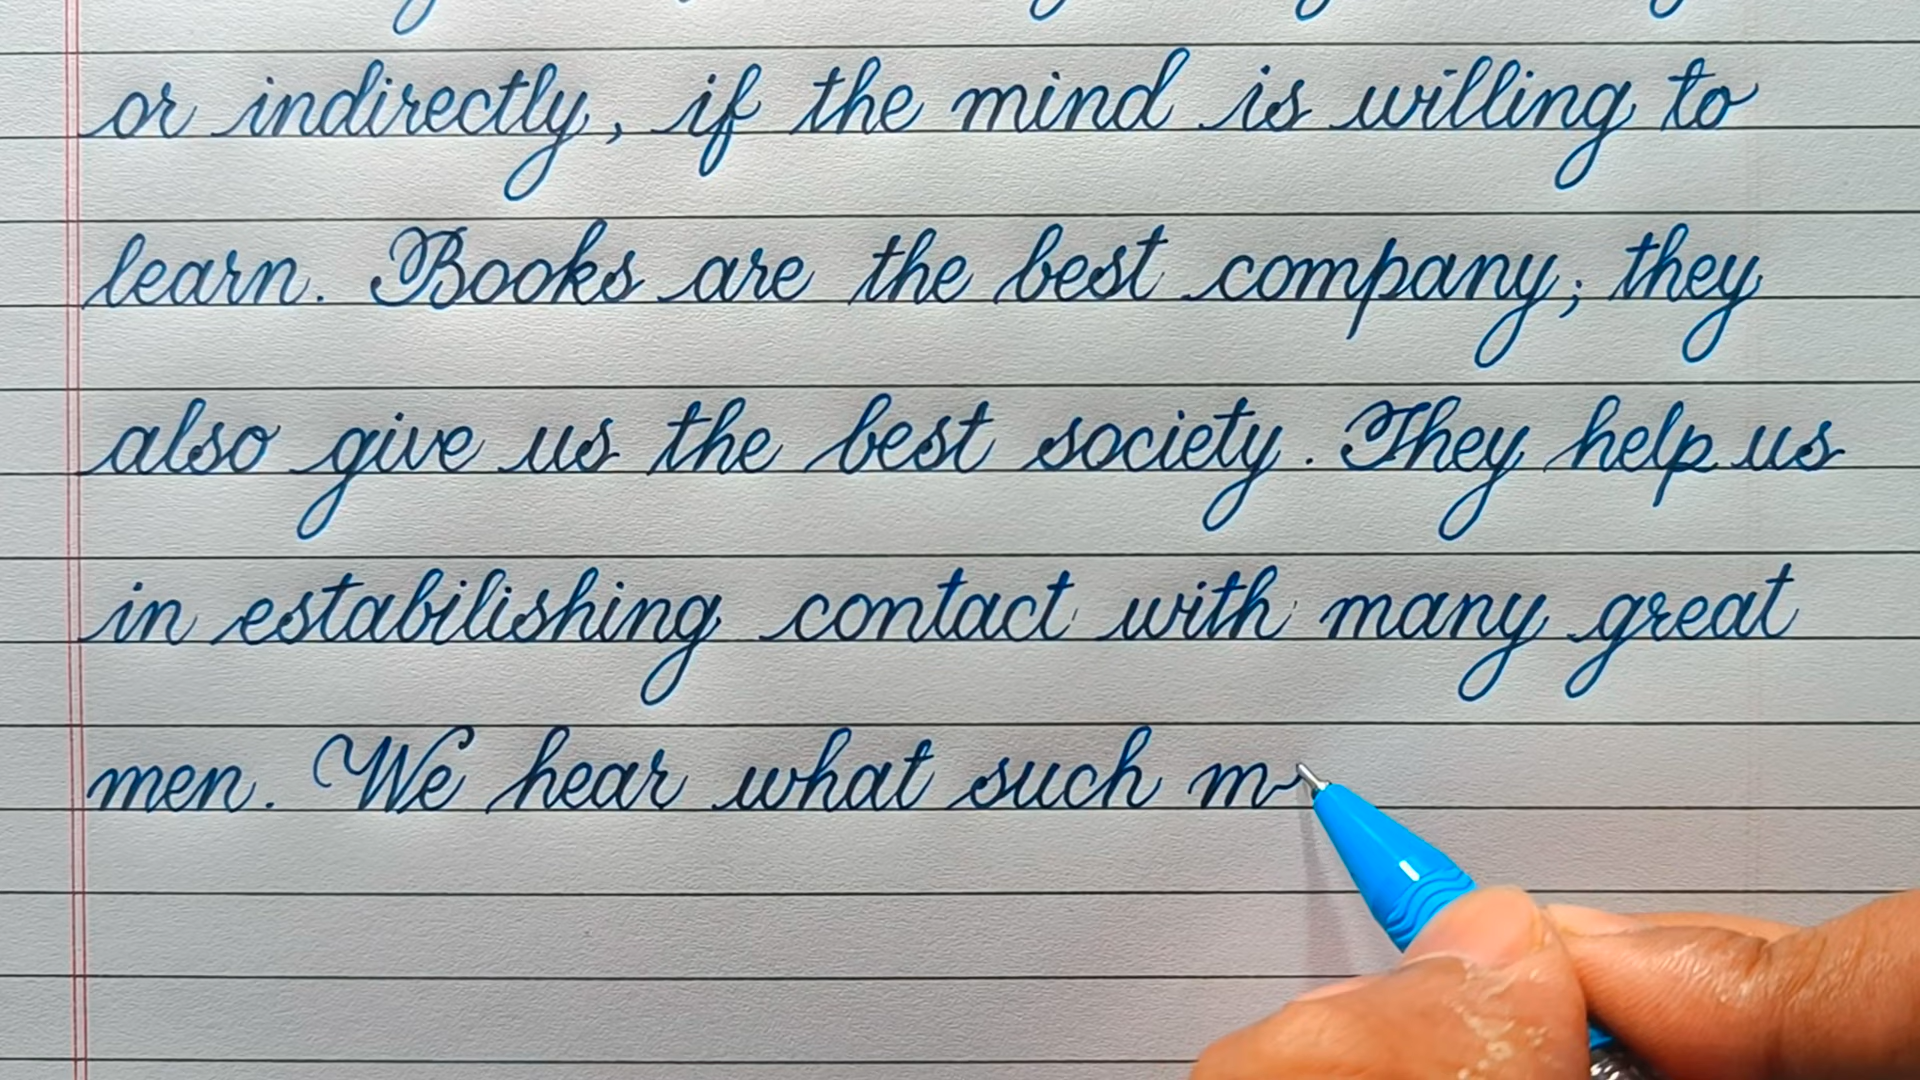 or indirectly, if the mind is willing to
learn. Books are the best company; they
also give us the best society. They help us
in estabilishing contact with many great
men. We hear what such m